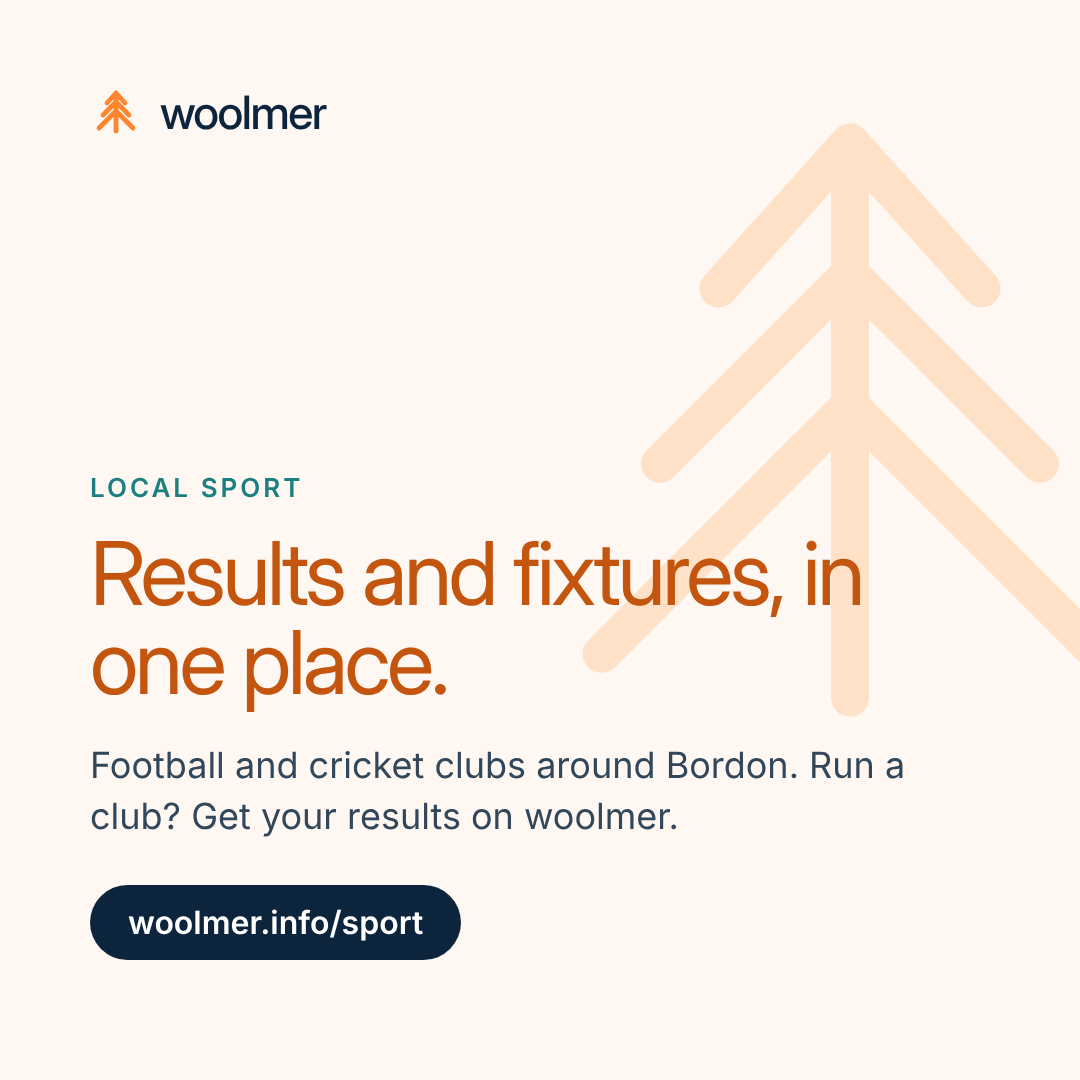 woolmer
LOCAL SPORT
Results and fixtures, in
one place.
Football and cricket clubs around Bordon. Run a
club? Get your results on woolmer.
woolmer.info/sport